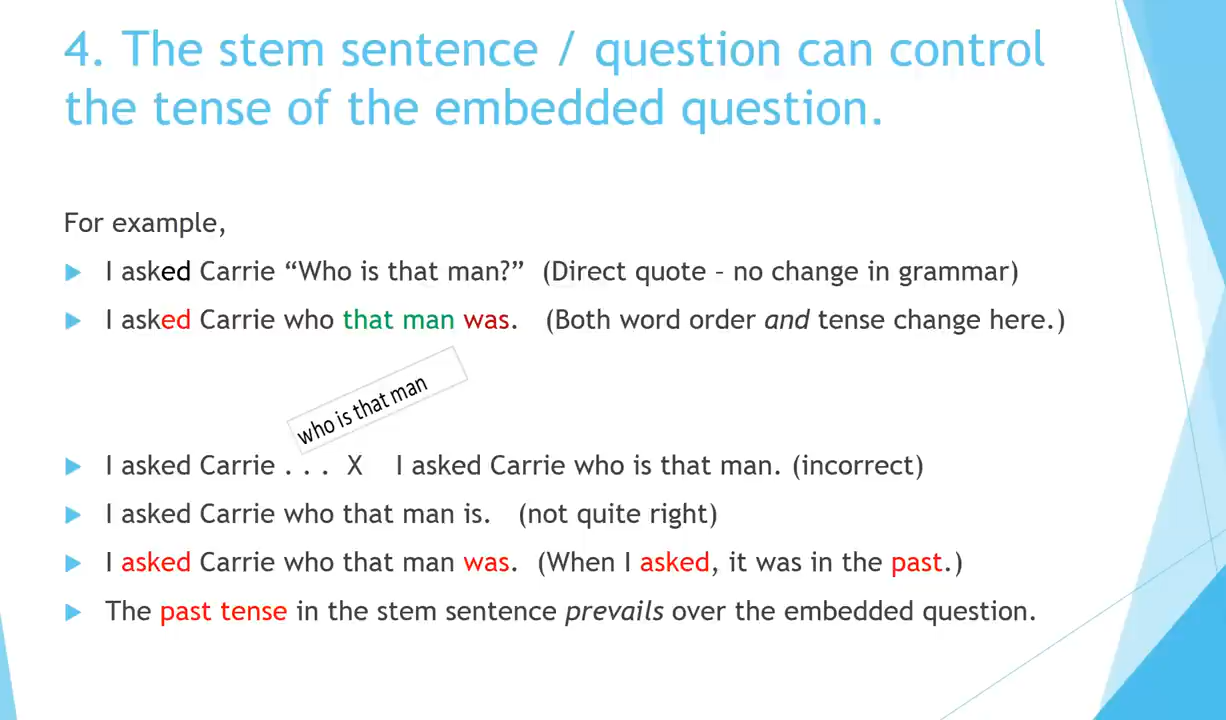 4. The stem sentence / question can control
the tense of the embedded question.
For example,
I asked Carrie “Who is that man?” (Direct quote – no change in grammar)
I asked Carrie who that man was. (Both word order and tense change here.)
who is that man
I asked Carrie . . . X I asked Carrie who is that man. (incorrect)
I asked Carrie who that man is. (not quite right)
I asked Carrie who that man was. (When I asked, it was in the past.)
The past tense in the stem sentence prevails over the embedded question.